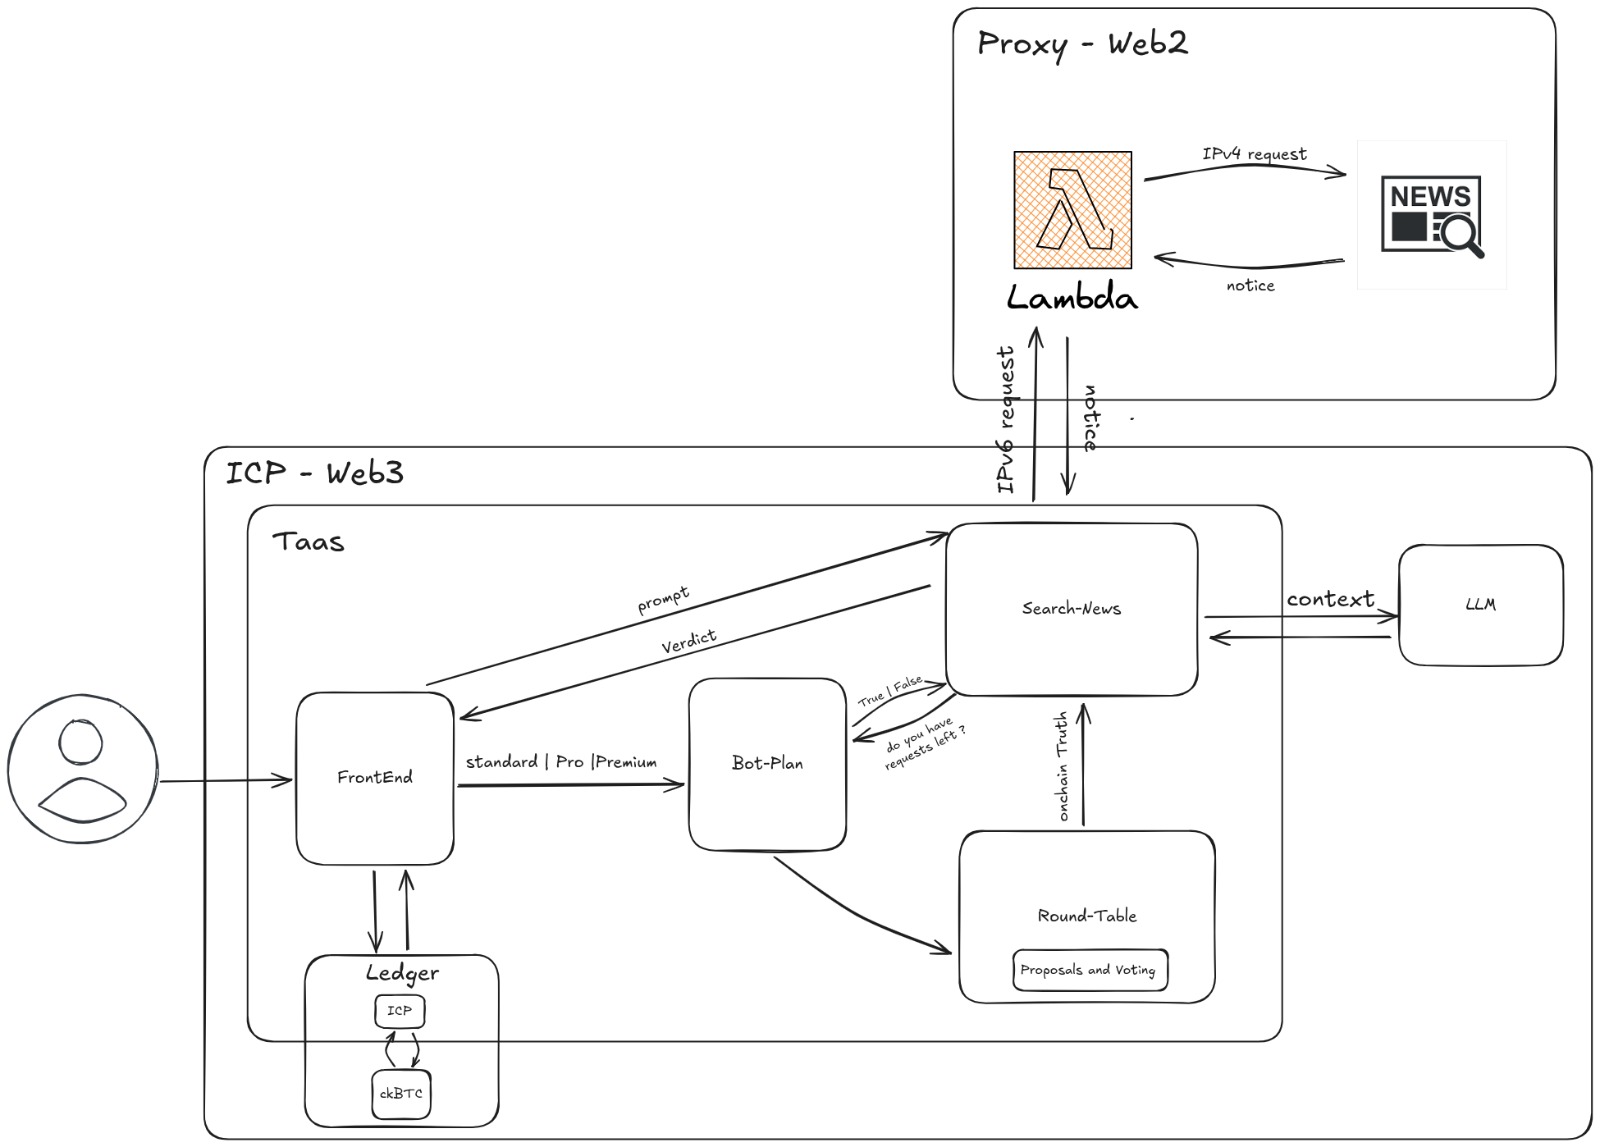 Proxy - Web2
IPv4 request
NEWS
notice
Lambda
IPv6 request
notice
ICP - Web3
Taas
prompt
Verdict
Search-News
context
LLM
True | False
do you have
requests left ?
FrontEnd
standard | Pro |Premium
Bot-Plan
onchain Truth
Round-Table
Proposals and Voting
Ledger
ICP
ckBTC